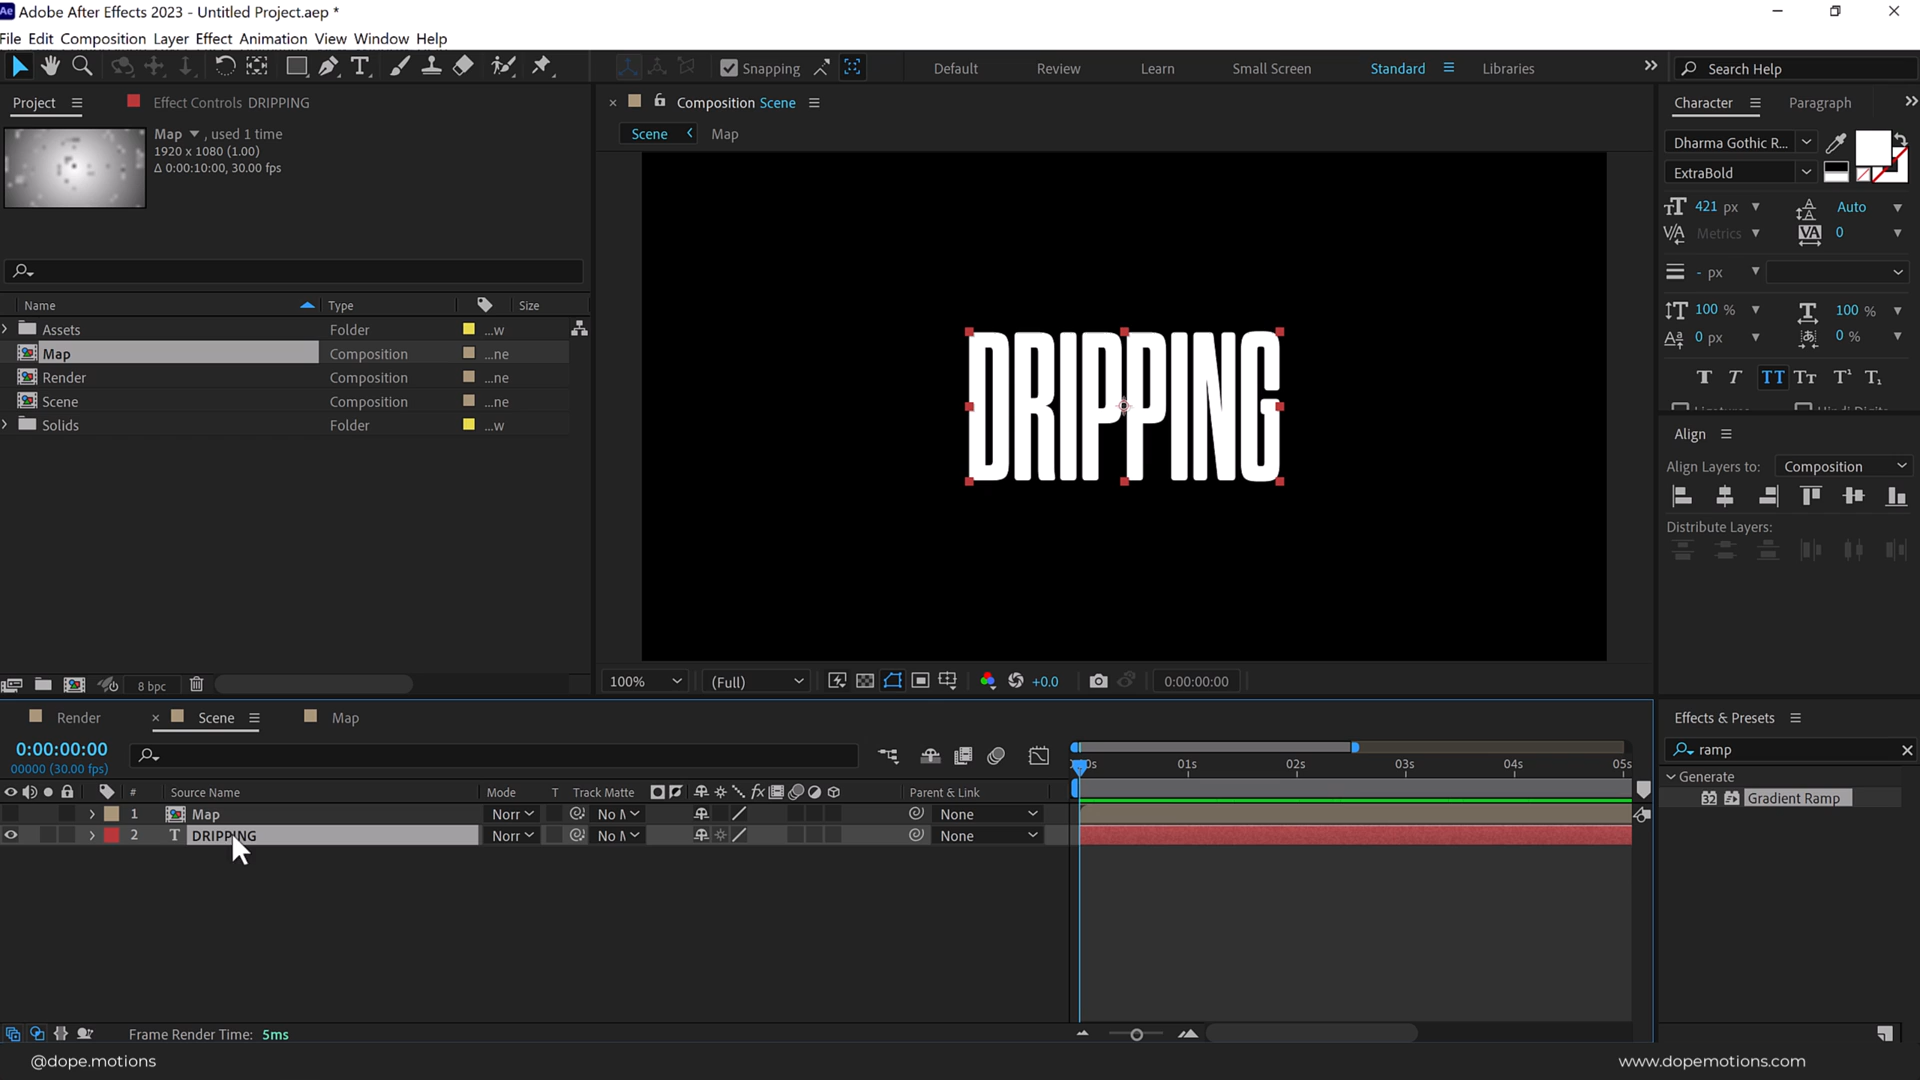 Ae Adobe After Effects 2023 - Untitled Project.aep *
File Edit Composition Layer Effect Animation View Window Help
Snapping
Default Review Learn Small Screen Standard Libraries
Search Help
Project
Effect Controls DRIPPING
Map , used 1 time
1920 x 1080 (1.00)
Δ 0:00:10:00, 30.00 fps
Name Type Size
Assets Folder ...w
Map Composition ...ne
Render Composition ...ne
Scene Composition ...ne
Solids Folder ...w
8 bpc
Composition Scene
Scene Map
DRIPPING
100% (Full) +0.0 0:00:00:00
Character Paragraph
Dharma Gothic R...
ExtraBold
421 px Auto
Metrics 0
- px
100 % 100 %
0 px 0 %
Align
Align Layers to: Composition
Distribute Layers:
Render Scene Map
0:00:00:00
00000 (30.00 fps)
# Source Name Mode T Track Matte Parent & Link
1 Map Norr No None
2 DRIPPING Norr No None
01s 02s 03s 04s 05s
Effects & Presets
ramp
Generate
32 Gradient Ramp
Frame Render Time: 5ms
@dope.motions
www.dopemotions.com